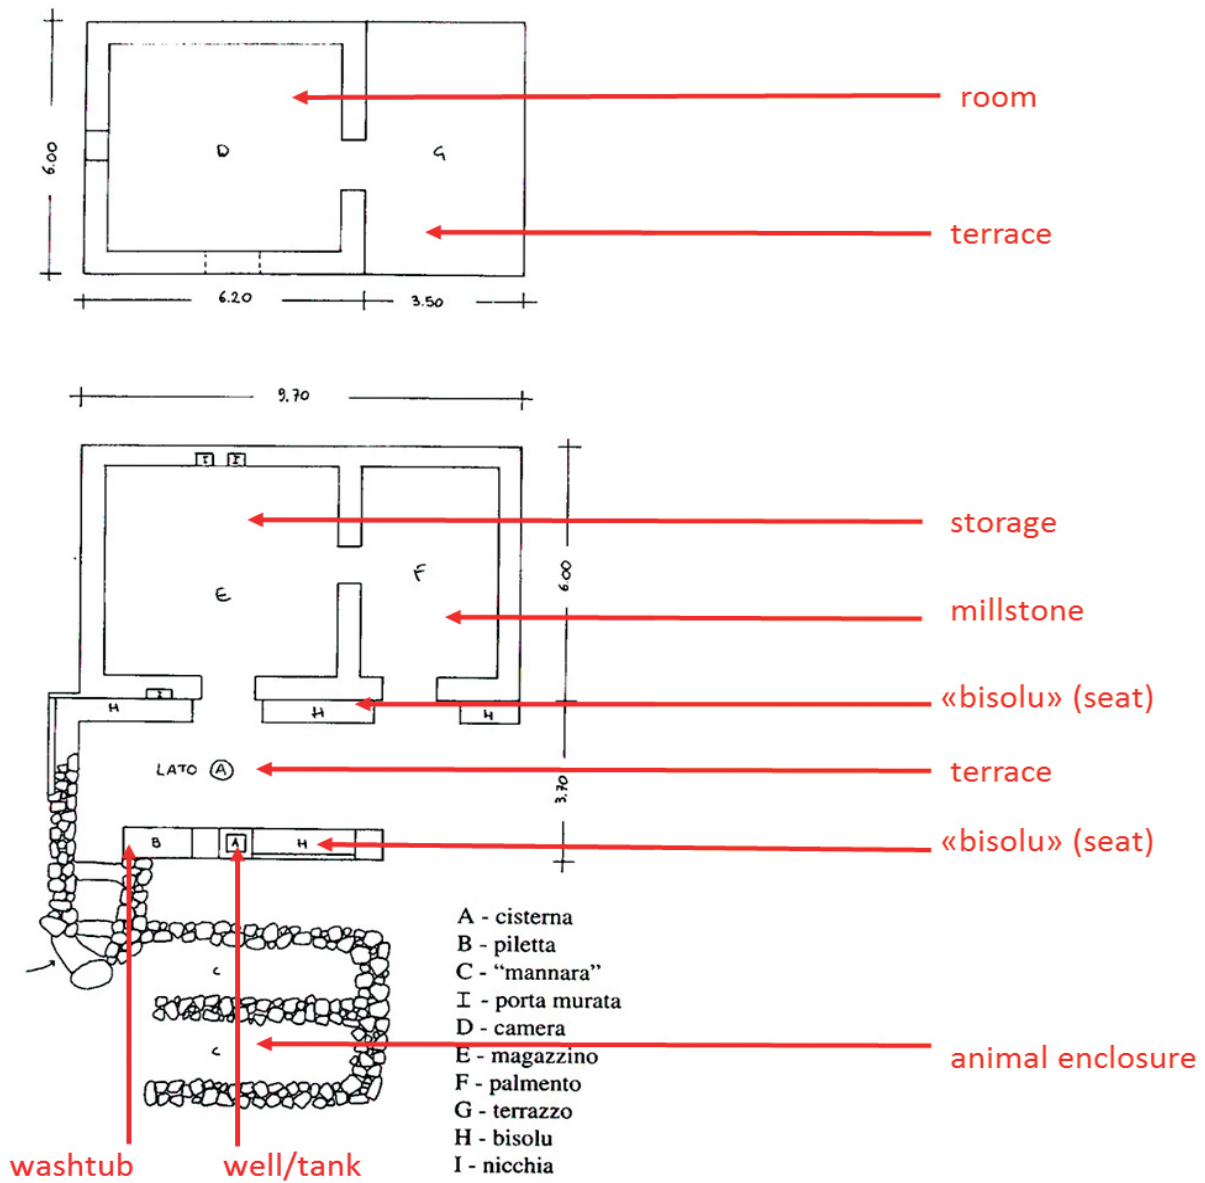 room
D
G
6.00
terrace
6.20
3.50
9.70
I I
storage
6.00
F
E
millstone
I
H
H
H
«bisolu» (seat)
LATO A
terrace
3.70
B
A
H
«bisolu» (seat)
A - cisterna
B - piletta
C - “mannara”
I - porta murata
D - camera
E - magazzino
F - palmento
G - terrazzo
H - bisolu
I - nicchia
c
c
animal enclosure
washtub
well/tank